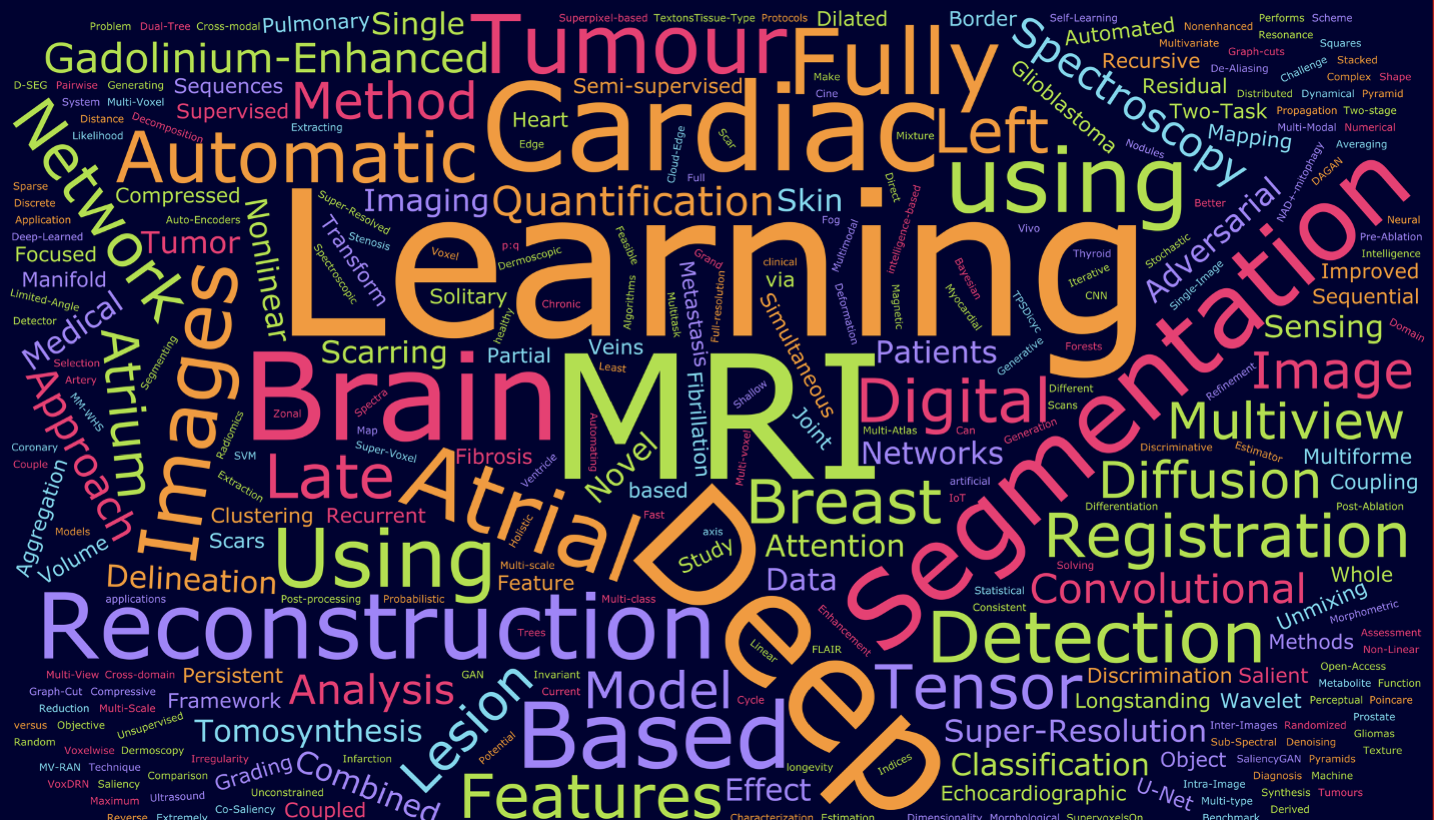 Problem Dual-Tree Cross-modal Pulmonary Single
Superpixel-based TextonsTissue-Type Protocols Dilated
Border Self-Learning Nonenhanced Performs Scheme
Gadolinium-Enhanced Tumour Fully Spectroscopy
Automated Multivariate Resonance Squares
Recursive Graph-cuts De-Aliasing Challenge Stacked
D-SEG Pairwise Generating Sequences Semi-supervised Make Cine
Glioblastoma Residual Distributed Dynamical Complex Shape Pyramid
System Multi-Voxel Supervised Method Cardiac
Two-Task Propagation Two-stage
Distance Decomposition Extracting Heart Edge Mixture Left
Mapping Multi-Modal Numerical Averaging
Likelihood Network Automatic Cloud-Edge Scar Full
Nodules NAD+mitophagy DAGAN
Sparse Discrete Compressed Imaging Quantification Skin Direct using
Adversarial Segmentation Better
Application Auto-Encoders Super-Resolved Learning
Neural Pre-Ablation Intelligence
Deep-Learned Focused Tumor Nonlinear Transform Stenosis Spectroscopic
Voxel p:q Dermoscopic Feasible Grand clinical Fog Multimodal intelligence-based
Vivo Thyroid Stochastic Single-Image
Manifold Limited-Angle Detector Medical Images
Solitary healthy Chronic Algorithms Multitask Metastasis Full-resolution via
Simultaneous Deformation Magnetic Bayesian Myocardial TPSDicyc Iterative CNN
Improved Sequential Sensing Domain
Atrium Segmenting Scarring Partial Veins Least
Patients Generative Forests
Selection Artery Approach MM-WHS Brain MRI
Digital Different Scans Refinement Image
Zonal Spectra Map Radiomics SVM Super-Voxel
Fibrillation Shallow Joint Multi-Atlas Can Generation Multiview
Coronary Couple Aggregation Extraction Late Fibrosis Ventricle
Automating Novel Multi-voxel Networks artificial IoT
Discriminative Estimator Multiforme
Models Volume Clustering Recurrent Scars Atrial Holistic
based Fast axis Study Deep Breast Attention
Diffusion Coupling Differentiation Post-Ablation
Delineation Using Multi-scale Feature
Data Registration Solving Whole
applications Post-processing Probabilistic Multi-class
Statistical Consistent Convolutional Unmixing Morphometric
Reconstruction Trees Enhancement Linear FLAIR
Detection Methods Assessment Non-Linear
Multi-View Cross-domain Persistent GAN Invariant
Tensor Discrimination Salient Open-Access
Graph-Cut Compressive Framework Analysis Lesion Current Model Cycle
Longstanding Wavelet Metabolite Function
Reduction Multi-Scale Perceptual Poincare
versus Objective Unsupervised Tomosynthesis Potential Based
Super-Resolution Inter-Images Randomized Prostate Gliomas
Random Voxelwise Dermoscopy Irregularity Infarction
longevity Indices Sub-Spectral Denoising Texture
MV-RAN Technique Comparison Grading Combined
Classification Object SaliencyGAN Pyramids
VoxDRN Saliency Unconstrained Features Effect
Echocardiographic U-Net Intra-Image Diagnosis Machine
Maximum Ultrasound Co-Saliency Coupled
Multi-type Synthesis Tumours
Reverse Extremely Characterization Estimation Dimensionality Morphological SupervoxelsOn Benchmark Derived